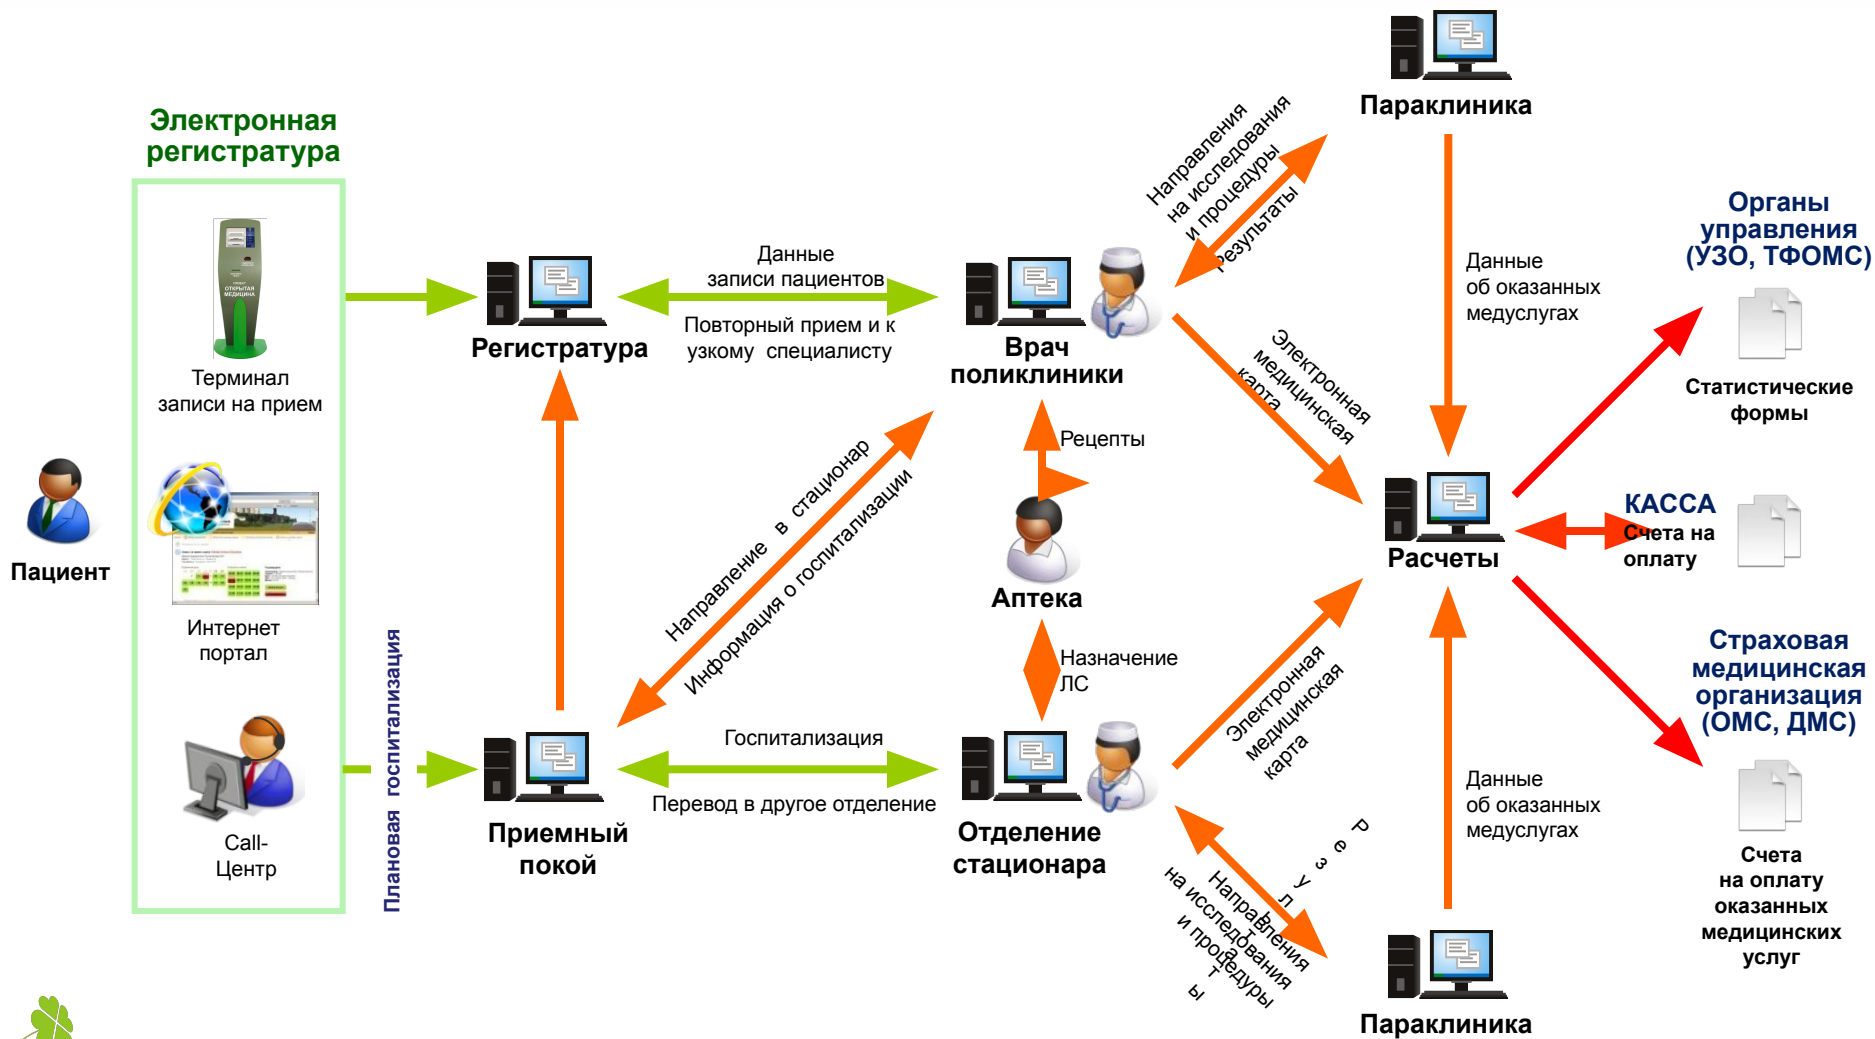 Электронная
регистратура
ПРОЕКТ
ОТКРЫТАЯ
МЕДИЦИНА
Терминал
записи на прием
Интернет
портал
Call-
Центр
Пациент
Плановая госпитализация
Регистратура
Приемный
покой
Данные
записи пациентов
Повторный прием и к
узкому специалисту
Направление в стационар
Информация о госпитализации
Госпитализация
Перевод в другое отделение
Врач
поликлиники
Рецепты
Аптека
Назначение
ЛС
Отделение
стационара
Направления
на исследования
и процедуры
Результаты
Электронная
медицинская
карта
Электронная
медицинская
карта
Результаты
Направления
на исследования
и процедуры
Параклиника
Данные
об оказанных
медуслугах
Расчеты
Данные
об оказанных
медуслугах
Параклиника
Органы
управления
(УЗО, ТФОМС)
Статистические
формы
КАССА
Счета на
оплату
Страховая
медицинская
организация
(ОМС, ДМС)
Счета
на оплату
оказанных
медицинских
услуг